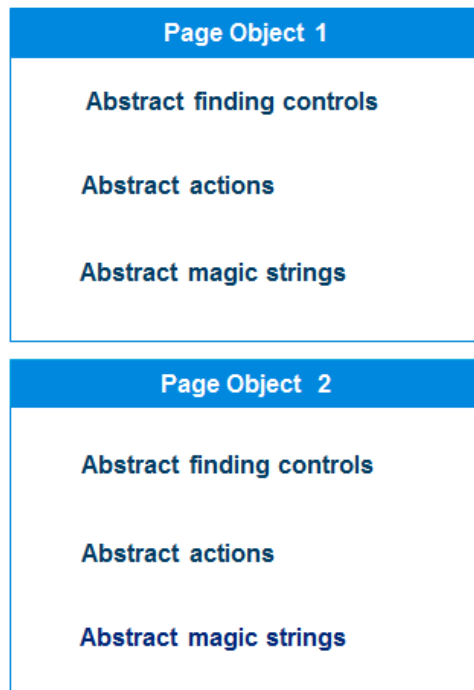 Page Object 1
Abstract finding controls
Abstract actions
Abstract magic strings
Page Object 2
Abstract finding controls
Abstract actions
Abstract magic strings